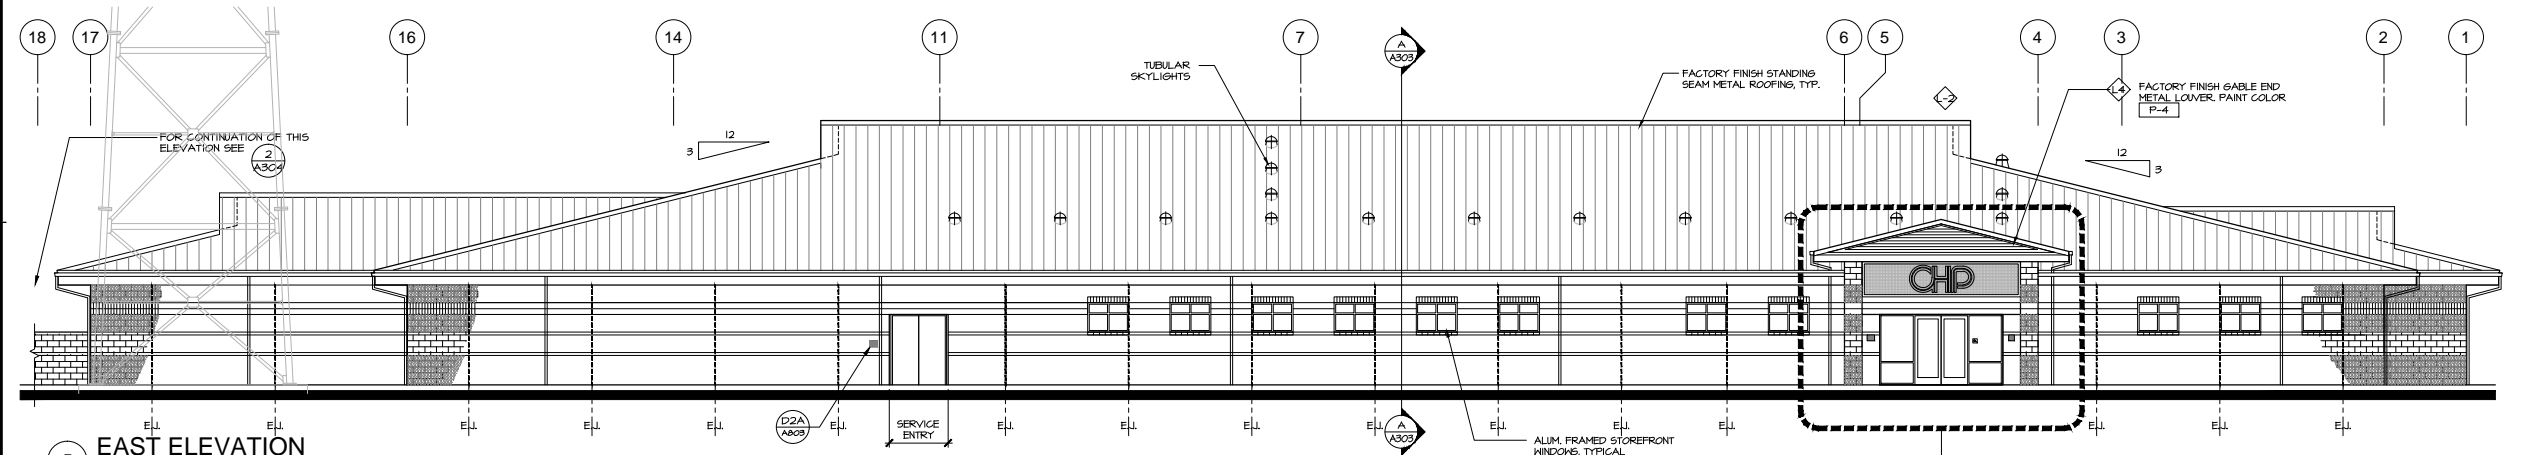 18 17 16 14 11 7 A 6 5 4 3 2 1
A303
TUBULAR
SKYLIGHTS
FACTORY FINISH STANDING
SEAM METAL ROOFING, TYP.
L-2
L4
FACTORY FINISH GABLE END
METAL LOUVER. PAINT COLOR
P-4
FOR CONTINUATION OF THIS
ELEVATION SEE
2
A304
12
3
12
3
CHP
E.J. E.J. E.J. E.J. E.J. E.J. E.J. E.J. E.J. E.J. E.J. E.J. E.J. E.J. E.J.
D2A
A803
SERVICE
ENTRY
A
A303
ALUM. FRAMED STOREFRONT
WINDOWS, TYPICAL
EAST ELEVATION